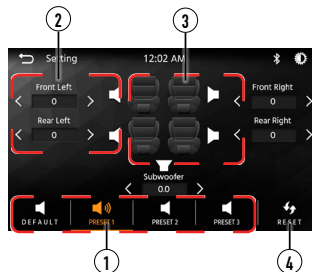 2
3
Setting
12:02 AM
Front Left
0
Front Right
0
Rear Left
0
Rear Right
0
Subwoofer
0.0
DEFAULT
PRESET 1
PRESET 2
PRESET 3
RESET
1
4